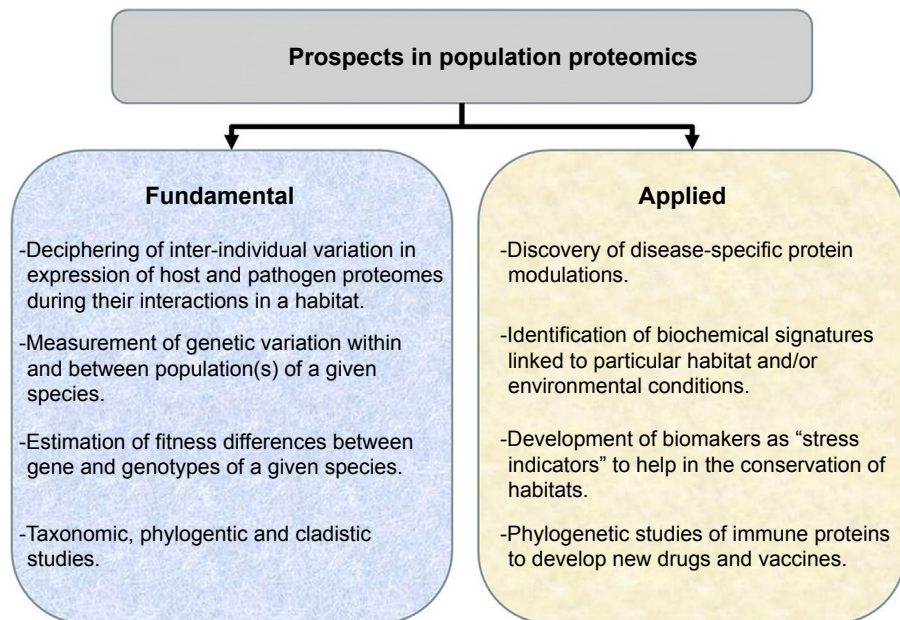 Prospects in population proteomics
Fundamental
-Deciphering of inter-individual variation in
expression of host and pathogen proteomes
during their interactions in a habitat.
-Measurement of genetic variation within
and between population(s) of a given
species.
-Estimation of fitness differences between
gene and genotypes of a given species.
-Taxonomic, phylogentic and cladistic
studies.
Applied
-Discovery of disease-specific protein
modulations.
-Identification of biochemical signatures
linked to particular habitat and/or
environmental conditions.
-Development of biomakers as “stress
indicators” to help in the conservation of
habitats.
-Phylogenetic studies of immune proteins
to develop new drugs and vaccines.